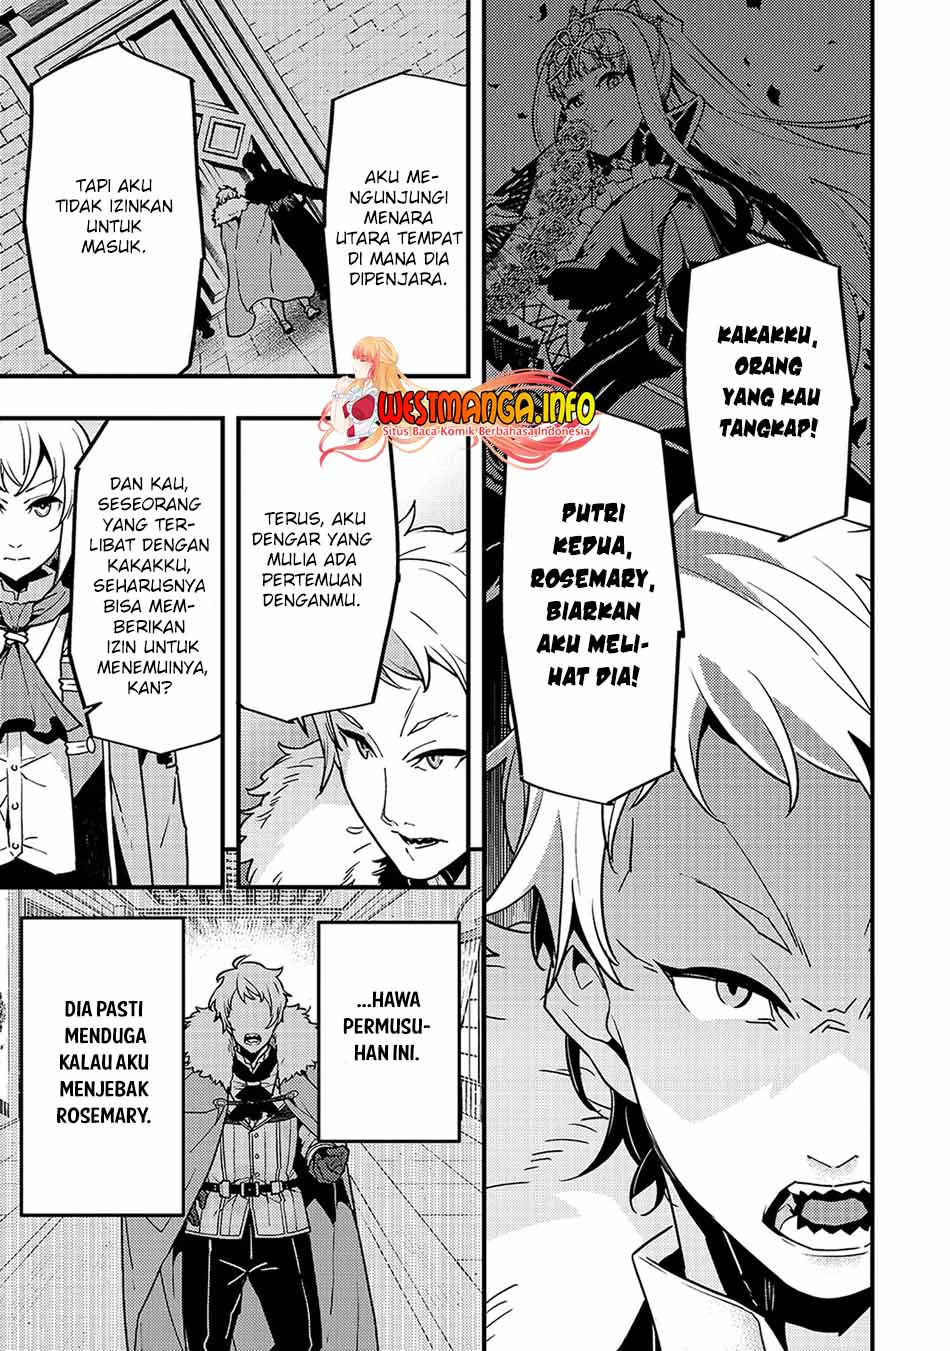 KAKAKKU,
ORANG
YANG KAU
TANGKAP!
PUTRI
KEDUA,
ROSEMARY,
BIARKAN
AKU MELI-
HAT DIA!
AKU ME-
NGUNJUNGI
MENARA
UTARA TEMPAT
DI MANA DIA
DIPENJARA.
TAPI AKU
TIDAK IZINKAN
UNTUK
MASUK.
WESTMANGA.INFO
Situs Baca Komik Berbahasa Indonesia
TERUS, AKU
DENGAR YANG
MULIA ADA
PERTEMUAN
DENGANMU.
DAN KAU,
SESEORANG
YANG TER-
LIBAT DENGAN
KAKAKKU,
SEHARUSNYA
BISA MEM-
BERIKAN
IZIN UNTUK
MENEMUINYA,
KAN?
...HAWA
PERMUSU-
HAN INI.
DIA PASTI
MENDUGA
KALAU AKU
MENJEBAK
ROSEMARY.